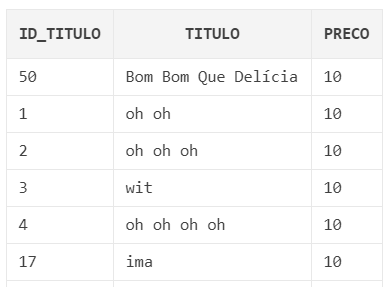 ID_TITULO TITULO PRECO
50 Bom Bom Que Delícia 10
1 oh oh 10
2 oh oh oh 10
3 wit 10
4 oh oh oh oh 10
17 ima 10